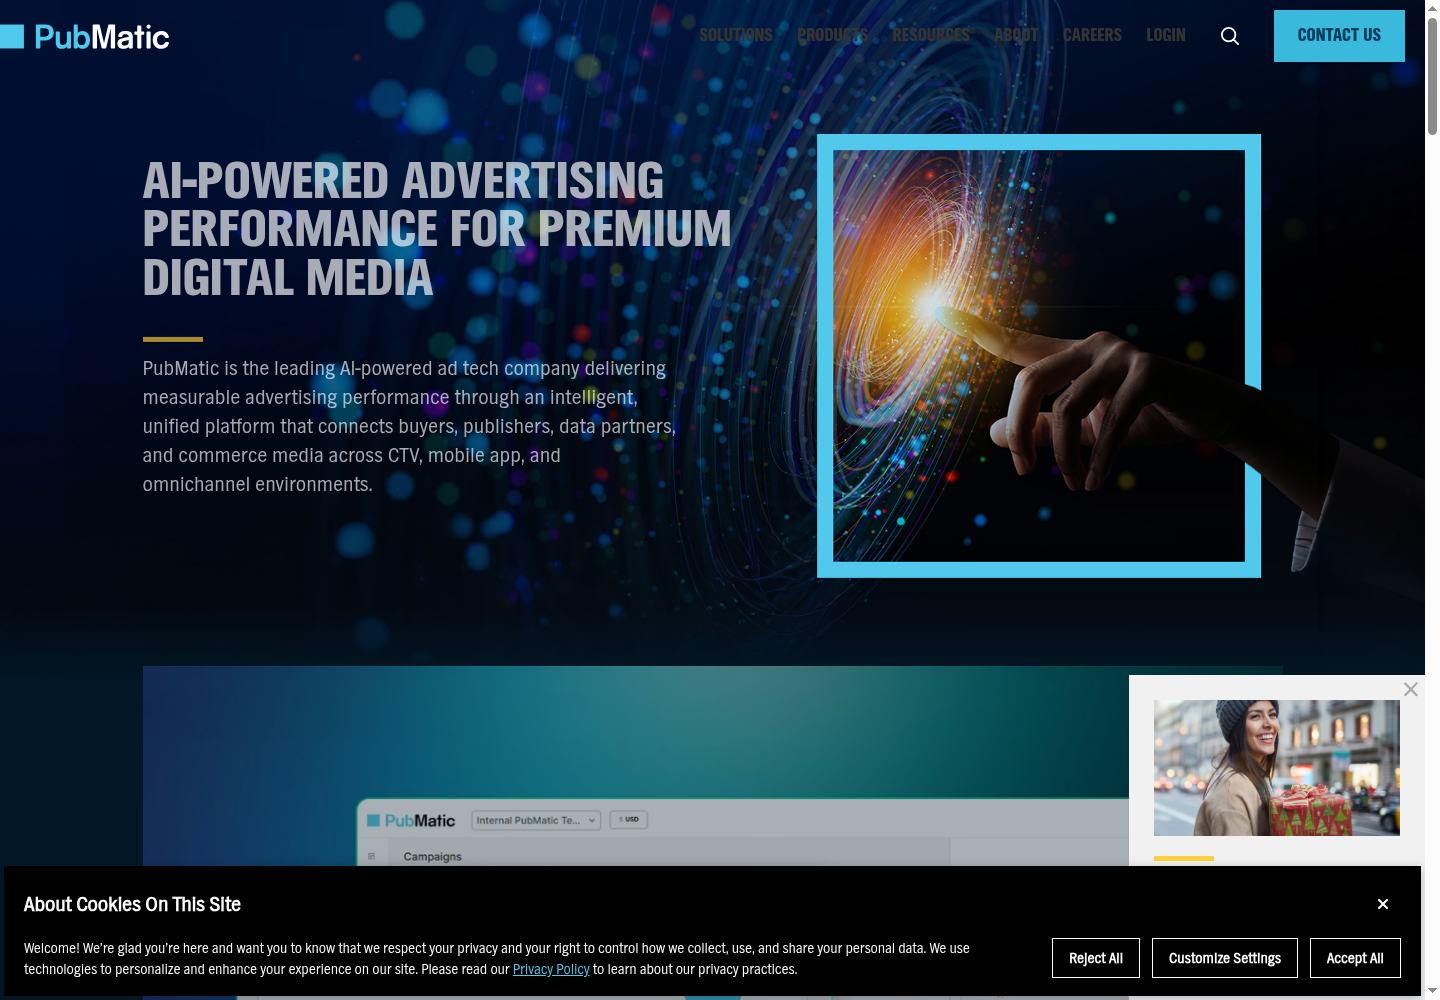 PubMatic
SOLUTIONS PRODUCTS RESOURCES ABOUT CAREERS LOGIN CONTACT US
AI-POWERED ADVERTISING
PERFORMANCE FOR PREMIUM
DIGITAL MEDIA
PubMatic is the leading AI-powered ad tech company delivering
measurable advertising performance through an intelligent,
unified platform that connects buyers, publishers, data partners,
and commerce media across CTV, mobile app, and
omnichannel environments.
PubMatic Internal PubMatic Te... $ USD
Campaigns
About Cookies On This Site
Welcome! We're glad you're here and want you to know that we respect your privacy and your right to control how we collect, use, and share your personal data. We use
technologies to personalize and enhance your experience on our site. Please read our Privacy Policy to learn about our privacy practices.
Reject All Customize Settings Accept All